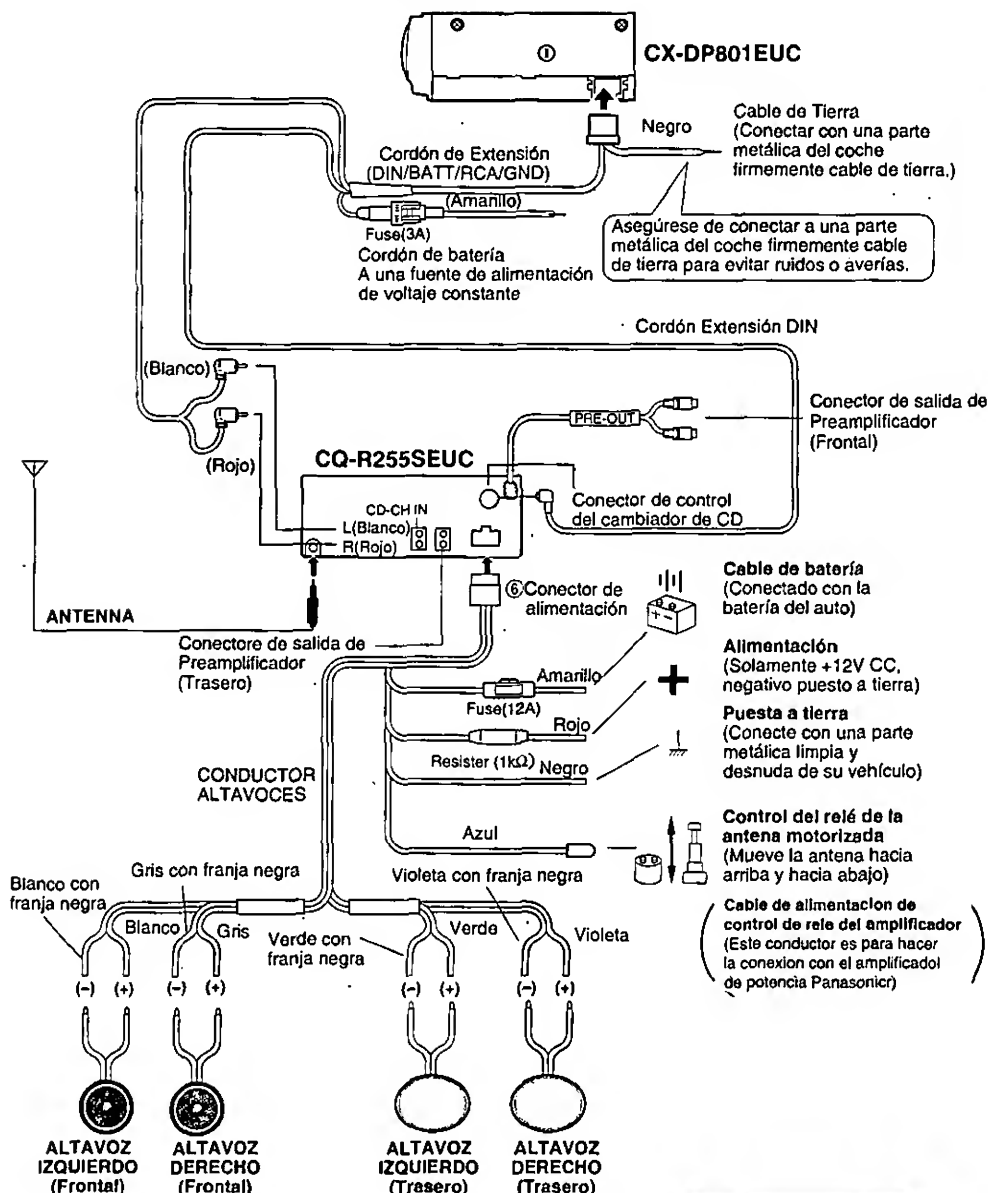 CX-DP801EUC
Negro
Cable de Tierra
(Conectar con una parte
metálica del coche
firmemente cable de tierra.)
Cordón de Extensión
(DIN/BATT/RCA/GND)
(Amarillo)
Fuse(3A)
Cordón de batería
A una fuente de alimentación
de voltaje constante
Asegúrese de conectar a una parte
metálica del coche firmemente cable
de tierra para evitar ruidos o averías.
Cordón Extensión DIN
(Blanco)
(Rojo)
PRE-OUT
Conector de salida de
Preamplificador
(Frontal)
CQ-R255SEUC
CD-CH IN
L(Blanco)
R(Rojo)
Conector de control
del cambiador de CD
ANTENNA
⑥Conector de
alimentación
Conectore de salida de
Preamplificador
(Trasero)
Cable de batería
(Conectado con la
batería del auto)
Amarillo
Fuse(12A)
Alimentación
(Solamente +12V CC,
negativo puesto a tierra)
Rojo
Resister (1kΩ)
Puesta a tierra
(Conecte con una parte
metálica limpia y
desnuda de su vehículo)
Negro
CONDUCTOR
ALTAVOCES
Azul
Control del relé de la
antena motorizada
(Mueve la antena hacia
arriba y hacia abajo)
Cable de alimentacion de
control de rele del amplificador
(Este conductor es para hacer
la conexion con el amplificadol
de potencia Panasonicr)
Blanco con
franja negra
Blanco
Gris con franja negra
Gris
Verde con
franja negra
Verde
Violeta con franja negra
Violeta
(–) (+) (–) (+) (–) (+) (–) (+)
ALTAVOZ
IZQUIERDO
(Frontal)
ALTAVOZ
DERECHO
(Frontal)
ALTAVOZ
IZQUIERDO
(Trasero)
ALTAVOZ
DERECHO
(Trasero)